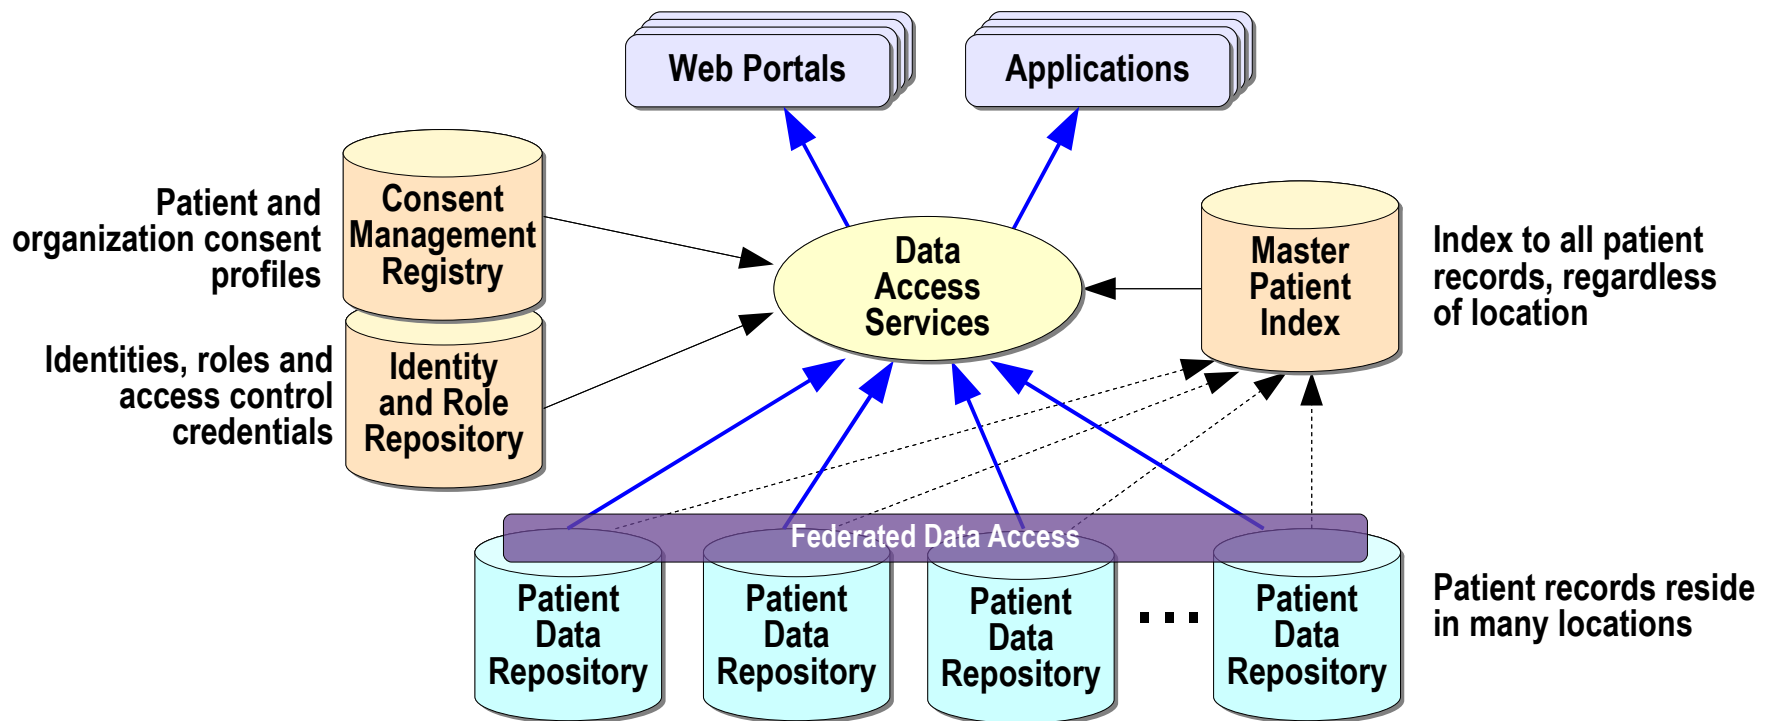 Web Portals
Applications
Patient and
organization consent
profiles
Consent
Management
Registry
Data
Access
Services
Master
Patient
Index
Index to all patient
records, regardless
of location
Identities, roles and
access control
credentials
Identity
and Role
Repository
Federated Data Access
Patient
Data
Repository
Patient
Data
Repository
Patient
Data
Repository
...
Patient
Data
Repository
Patient records reside
in many locations